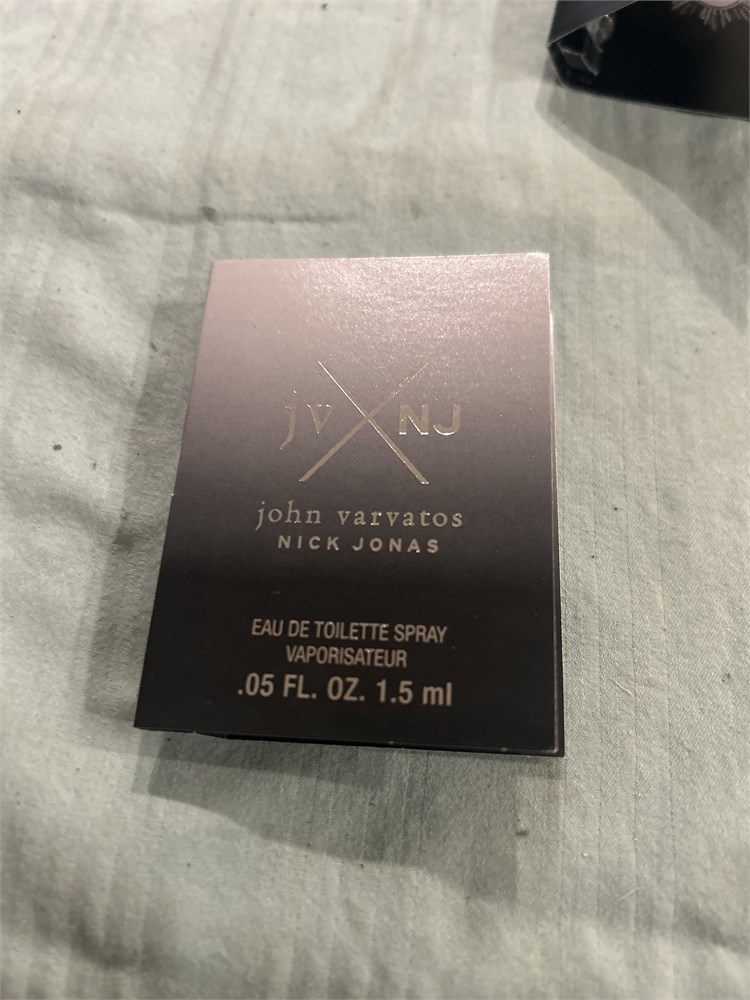 jv NJ
john varvatos
NICK JONAS
EAU DE TOILETTE SPRAY
VAPORISATEUR
.05 FL. OZ. 1.5 ml